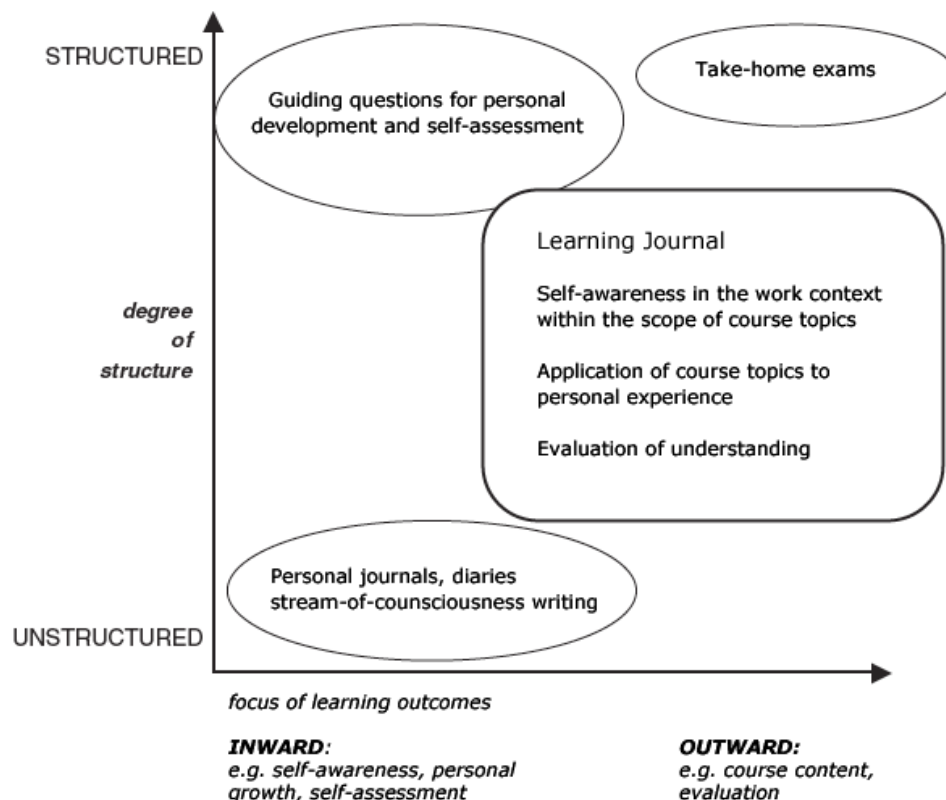 STRUCTURED
Guiding questions for personal
development and self-assessment
Take-home exams
Learning Journal
Self-awareness in the work context
within the scope of course topics
Application of course topics to
personal experience
Evaluation of understanding
degree
of
structure
Personal journals, diaries
stream-of-counsciousness writing
UNSTRUCTURED
focus of learning outcomes
INWARD:
e.g. self-awareness, personal
growth, self-assessment
OUTWARD:
e.g. course content,
evaluation